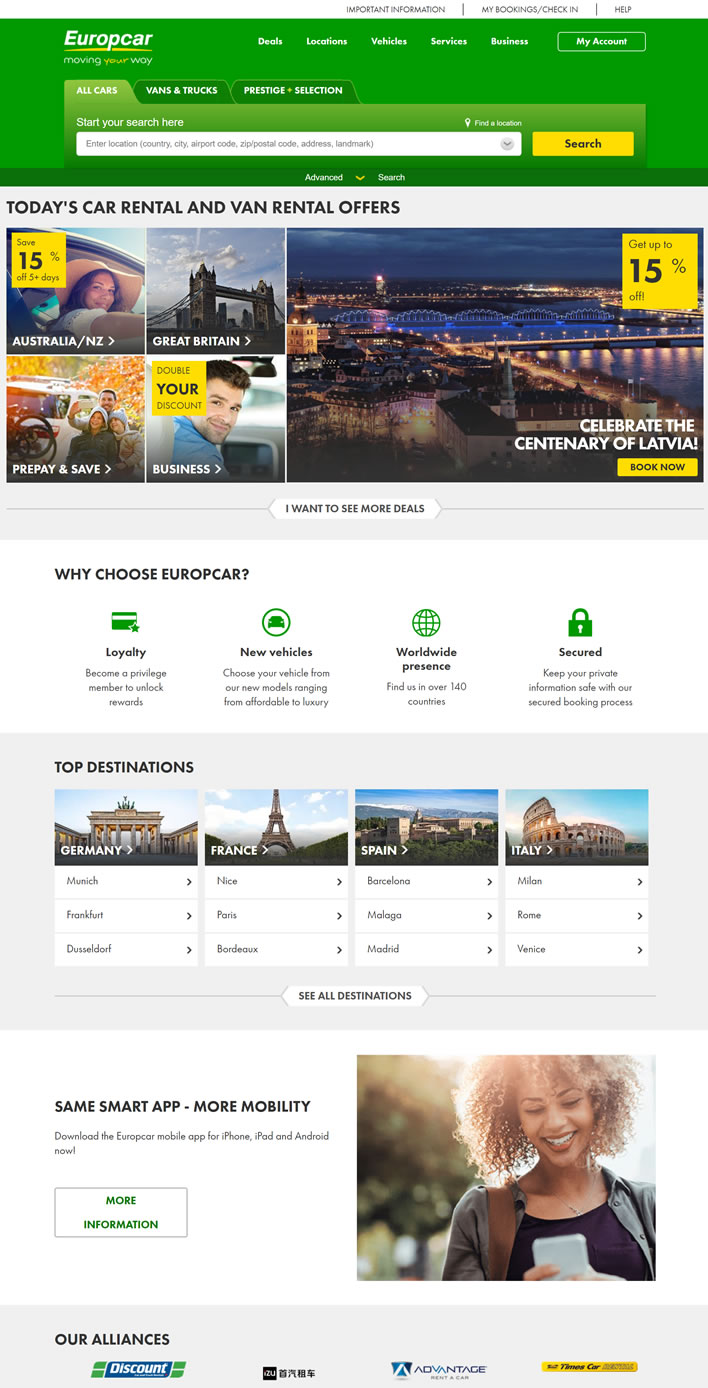 IMPORTANT INFORMATION
MY BOOKINGS/CHECK IN
HELP
Europcar
moving your way
Deals
Locations
Vehicles
Services
Business
My Account
ALL CARS
VANS & TRUCKS
PRESTIGE + SELECTION
Start your search here
Find a location
Enter location (country, city, airport code, zip/postal code, address, landmark)
Search
Advanced
Search
TODAY'S CAR RENTAL AND VAN RENTAL OFFERS
Save
15 %
off 5+ days
AUSTRALIA/NZ
GREAT BRITAIN
Get up to
15 %
off!
PREPAY & SAVE
DOUBLE
YOUR
DISCOUNT
BUSINESS
CELEBRATE THE
CENTENARY OF LATVIA!
BOOK NOW
I WANT TO SEE MORE DEALS
WHY CHOOSE EUROPCAR?
Loyalty
Become a privilege
member to unlock
rewards
New vehicles
Choose your vehicle from
our new models ranging
from affordable to luxury
Worldwide
presence
Find us in over 140
countries
Secured
Keep your private
information safe with our
secured booking process
TOP DESTINATIONS
GERMANY
Munich
Frankfurt
Dusseldorf
FRANCE
Nice
Paris
Bordeaux
SPAIN
Barcelona
Malaga
Madrid
ITALY
Milan
Rome
Venice
SEE ALL DESTINATIONS
SAME SMART APP - MORE MOBILITY
Download the Europcar mobile app for iPhone, iPad and Android
now!
MORE
INFORMATION
OUR ALLIANCES
Discount
iZU 首汽租车
ADVANTAGE
RENT A CAR
Times Car RENTAL